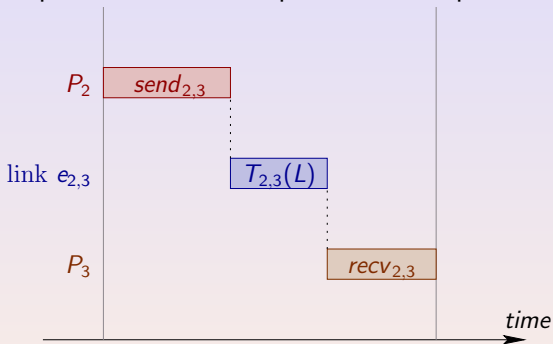 P₂ send₂,₃
link e₂,₃ T₂,₃(L)
P₃ recv₂,₃
time